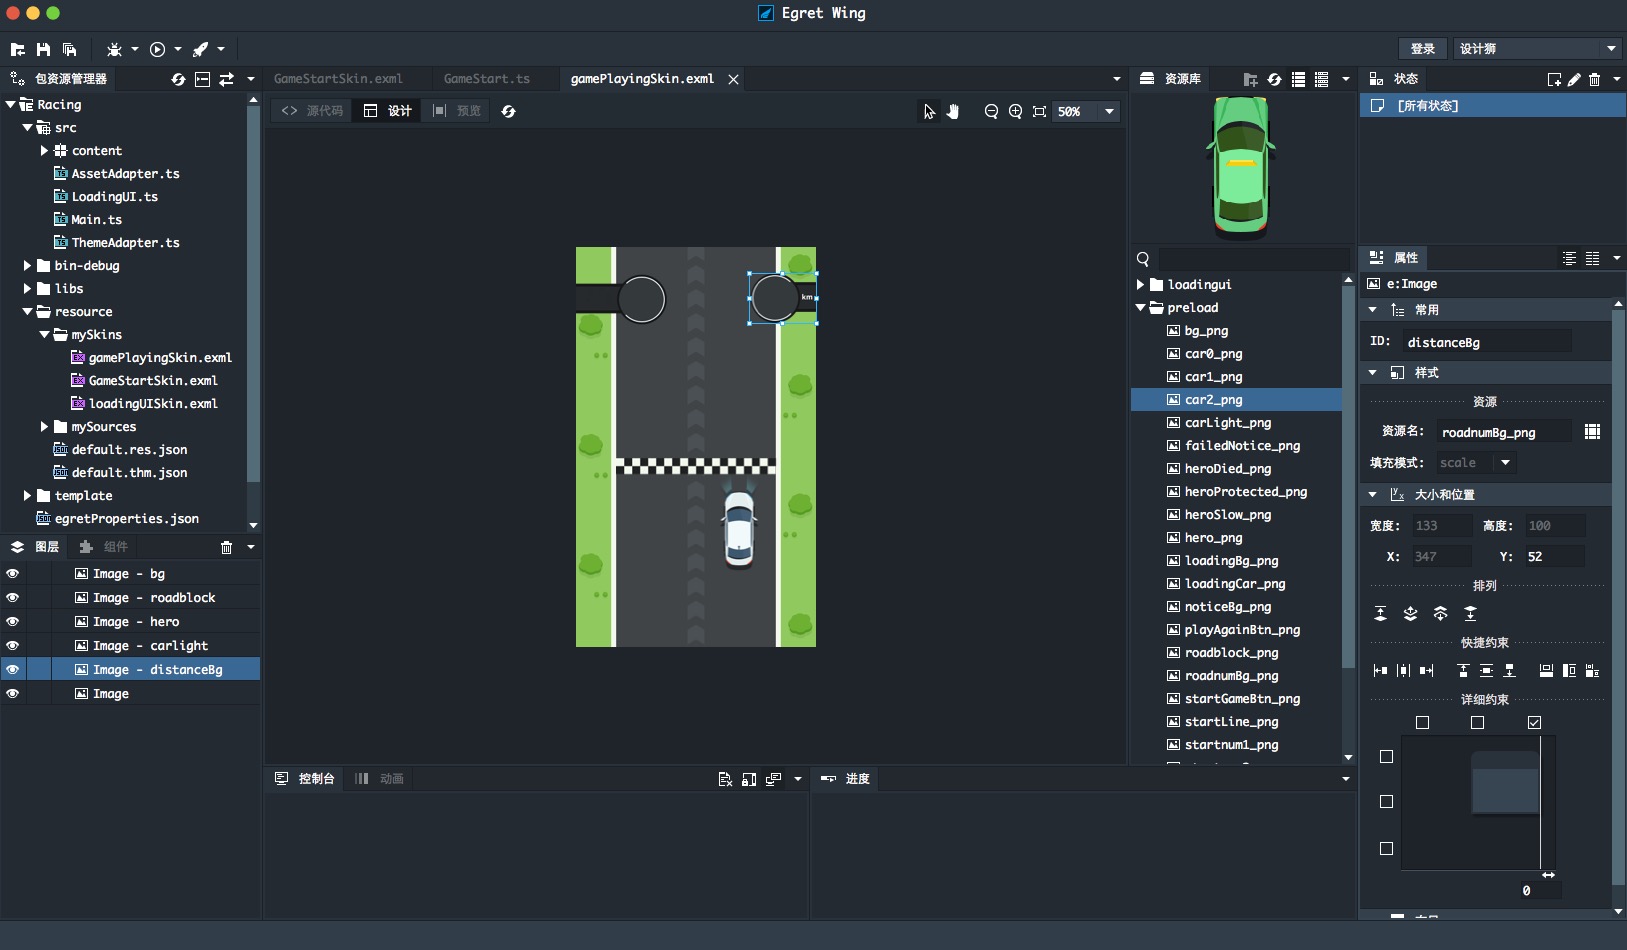 Egret Wing
登录
设计狮
包资源管理器
GameStartSkin.exml
GameStart.ts
gamePlayingSkin.exml
资源库
状态
源代码
设计
预览
50%
[所有状态]
Racing
src
content
AssetAdapter.ts
LoadingUI.ts
Main.ts
ThemeAdapter.ts
bin-debug
libs
resource
mySkins
gamePlayingSkin.exml
GameStartSkin.exml
loadingUISkin.exml
mySources
default.res.json
default.thm.json
template
egretProperties.json
图层
组件
Image - bg
Image - roadblock
Image - hero
Image - carlight
Image - distanceBg
Image
km
控制台
动画
进度
loadingui
preload
bg_png
car0_png
car1_png
car2_png
carLight_png
failedNotice_png
heroDied_png
heroProtected_png
heroSlow_png
hero_png
loadingBg_png
loadingCar_png
noticeBg_png
playAgainBtn_png
roadblock_png
roadnumBg_png
startGameBtn_png
startLine_png
startnum1_png
属性
e:Image
常用
ID: distanceBg
样式
资源
资源名: roadnumBg_png
填充模式: scale
大小和位置
宽度: 133 高度: 100
X: 347 Y: 52
排列
快捷约束
详细约束
0